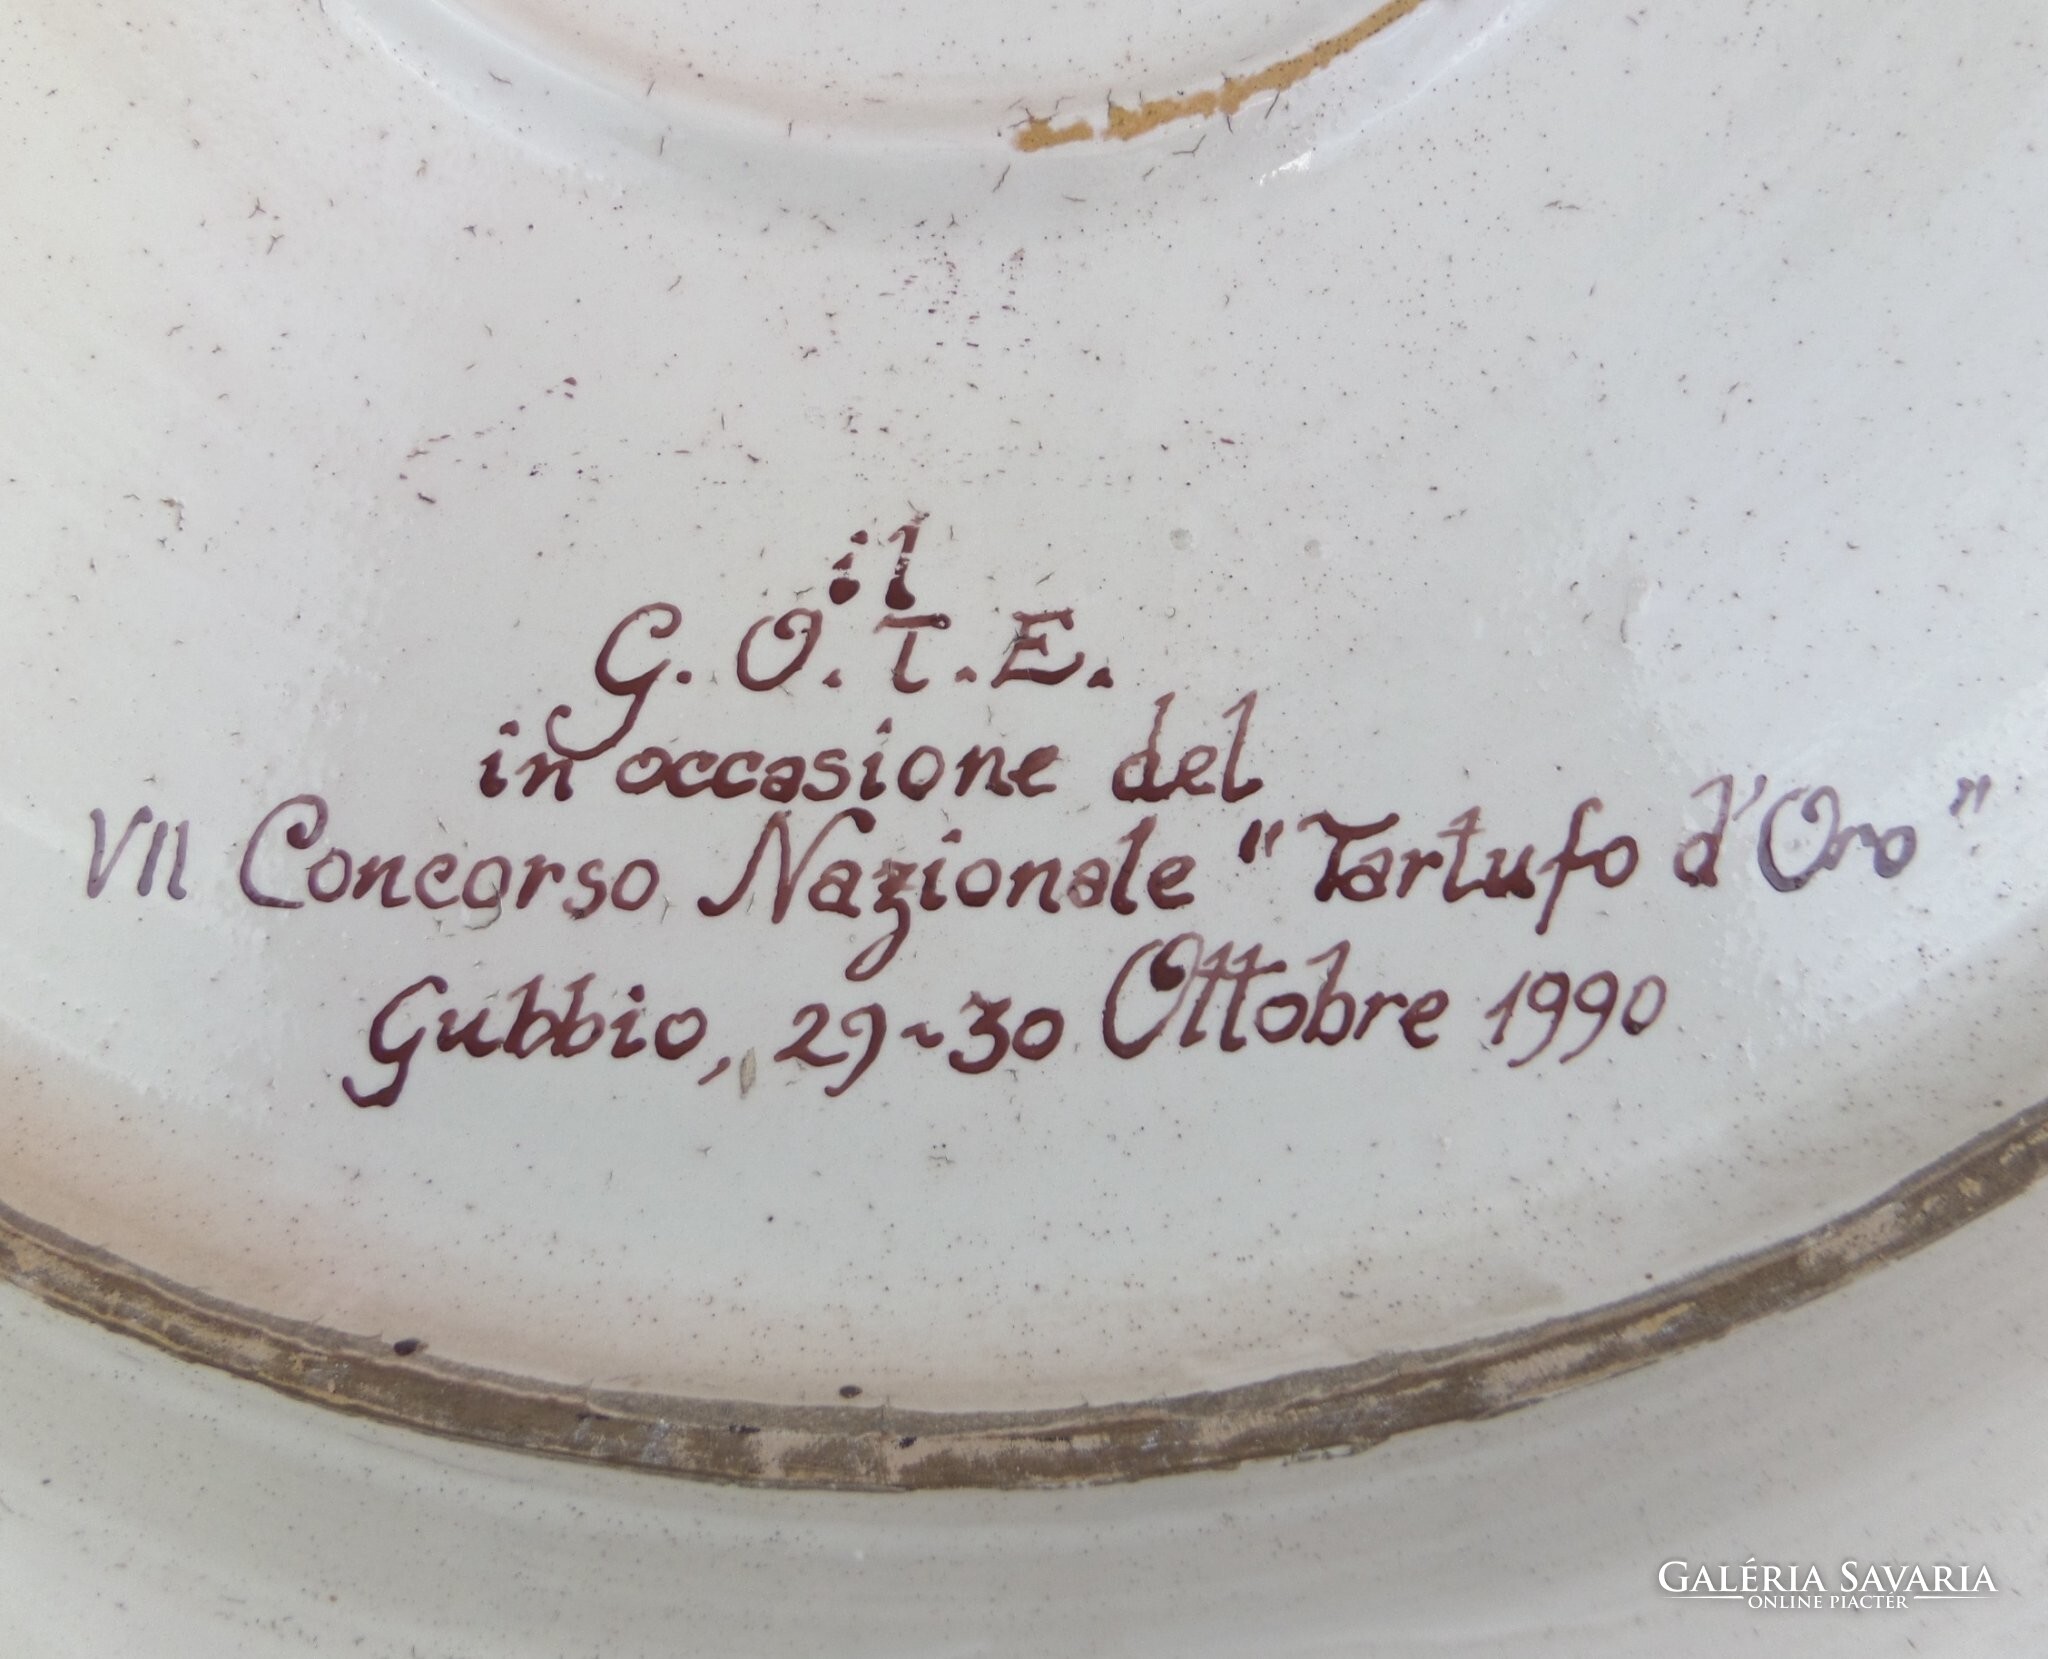 il
G.O.T.E.
in occasione del
VII Concorso Nazionale "Tartufo d'Oro"
Gubbio, 29-30 Ottobre 1990
GALÉRIA SAVARIA
ONLINE PIACTÉR